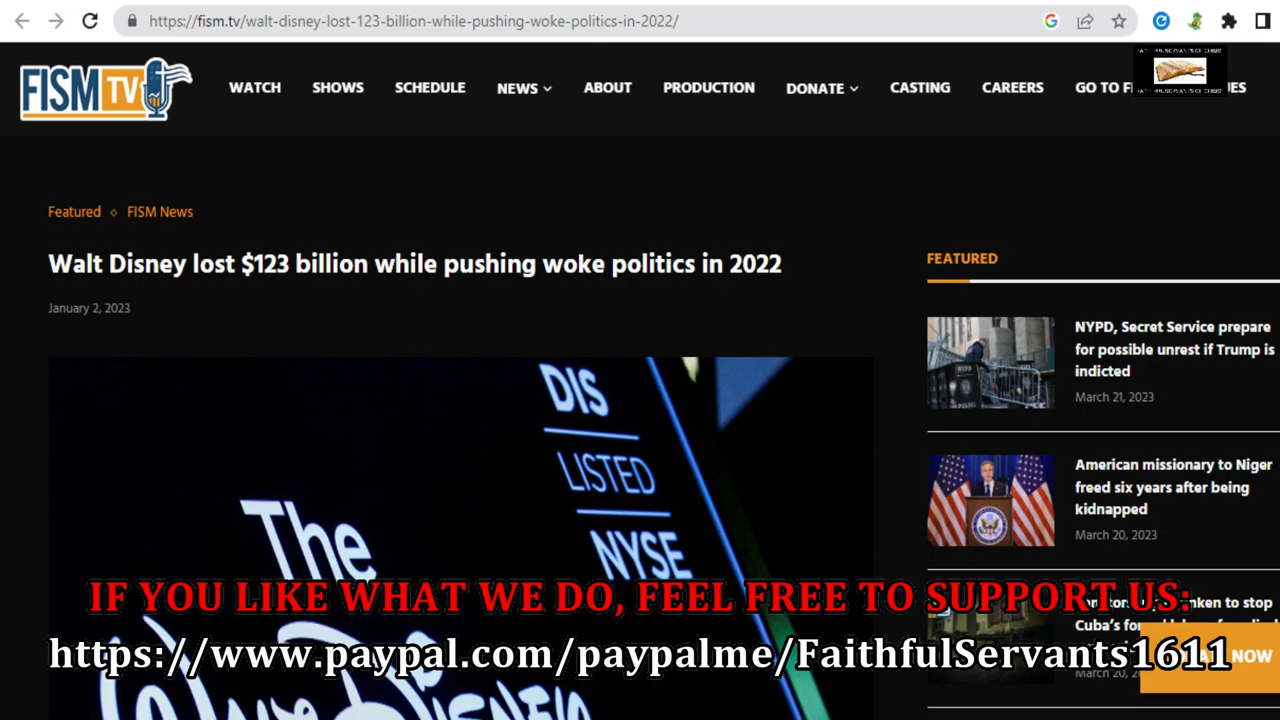 https://fism.tv/walt-disney-lost-123-billion-while-pushing-woke-politics-in-2022/
FISM TV
WATCH
SHOWS
SCHEDULE
NEWS
ABOUT
PRODUCTION
DONATE
CASTING
CAREERS
GO TO
Featured ◇ FISM News
Walt Disney lost $123 billion while pushing woke politics in 2022
January 2, 2023
DIS
LISTED
NYSE
The
Walt Disney
FEATURED
NYPD, Secret Service prepare
for possible unrest if Trump is
indicted
March 21, 2023
American missionary to Niger
freed six years after being
kidnapped
March 20, 2023
to stop
Cuba's
March 20,
NOW
IF YOU LIKE WHAT WE DO, FEEL FREE TO SUPPORT US:
https://www.paypal.com/paypalme/FaithfulServants1611